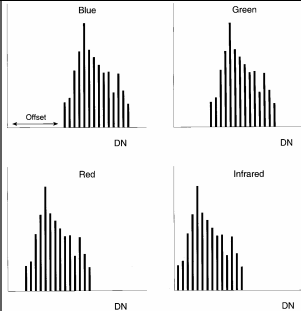 Blue
Green
Offset
DN
DN
Red
Infrared
DN
DN